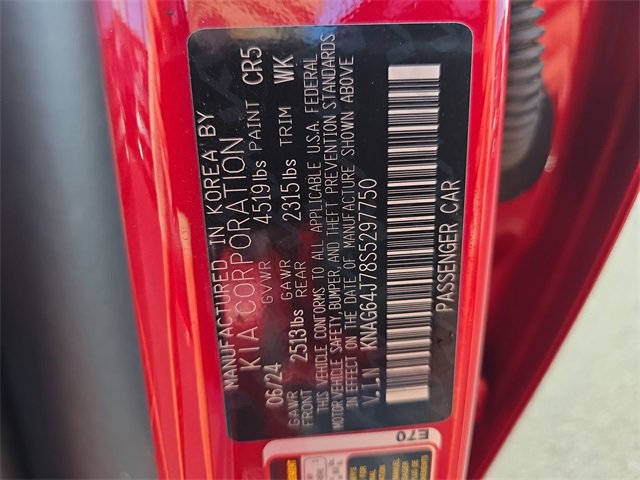 MANUFACTURED IN KOREA BY
KIA CORPORATION
06/24 GVWR 4519lbs PAINT CR5
GAWR FRONT 2513lbs GAWR REAR 2315lbs TRIM WK
THIS VEHICLE CONFORMS TO ALL APPLICABLE U.S.A. FEDERAL
MOTOR VEHICLE SAFETY, BUMPER AND THEFT PREVENTION STANDARDS
IN EFFECT ON THE DATE OF MANUFACTURE SHOWN ABOVE
V.I.N KNAG64J78S5297750
PASSENGER CAR
E70